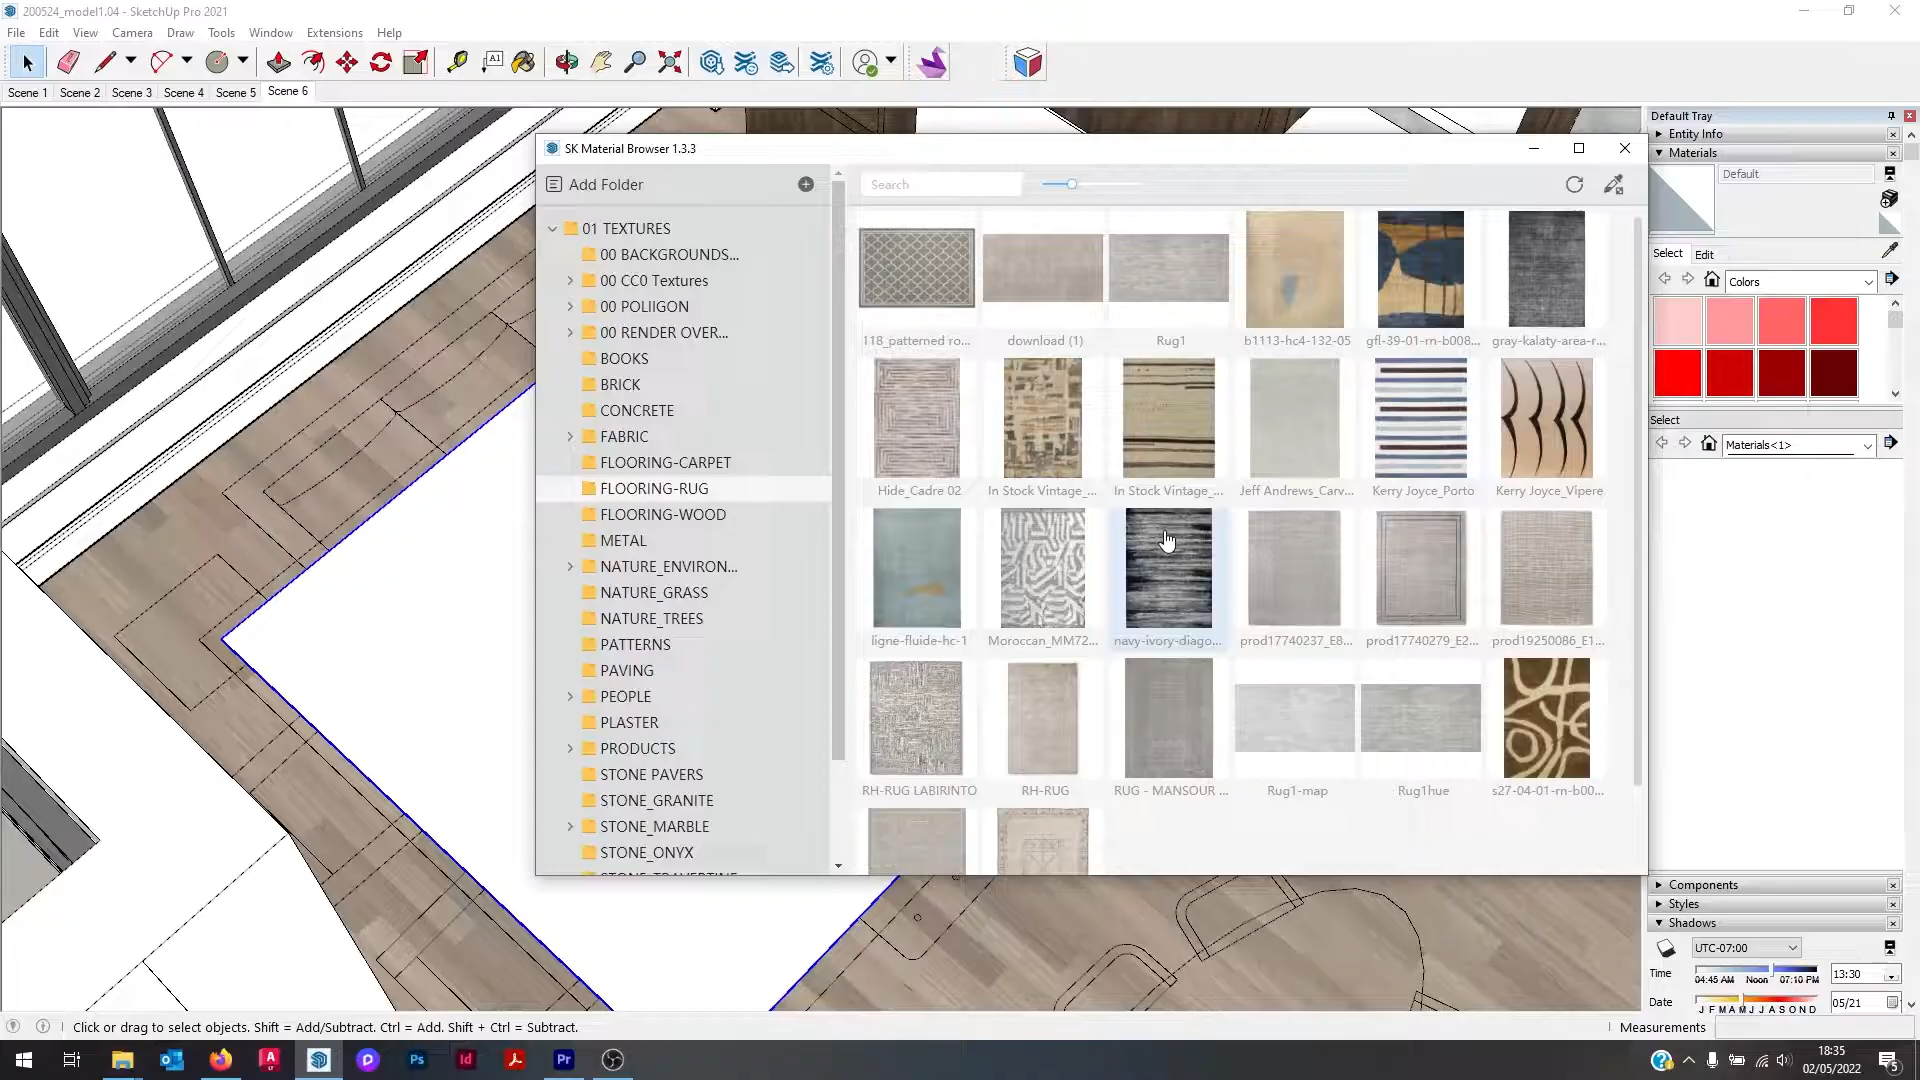 200524_model1.04 - SketchUp Pro 2021
File Edit View Camera Draw Tools Window Extensions Help
A1
Scene 1 Scene 2 Scene 3 Scene 4 Scene 5 Scene 6
SK Material Browser 1.3.3
Add Folder
Search
01 TEXTURES
00 BACKGROUNDS...
00 CC0 Textures
00 POLIIGON
00 RENDER OVER...
BOOKS
BRICK
CONCRETE
FABRIC
FLOORING-CARPET
FLOORING-RUG
FLOORING-WOOD
METAL
NATURE_ENVIRON...
NATURE_GRASS
NATURE_TREES
PATTERNS
PAVING
PEOPLE
PLASTER
PRODUCTS
STONE PAVERS
STONE_GRANITE
STONE_MARBLE
STONE_ONYX
STONE_TRAVERTINE
118_patterned ro... download (1) Rug1 b1113-hc4-132-05 gfl-39-01-rn-b008... gray-kalaty-area-r...
Hide_Cadre 02 In Stock Vintage_... In Stock Vintage_... Jeff Andrews_Carv... Kerry Joyce_Porto Kerry Joyce_Vipere
ligne-fluide-hc-1 Moroccan_MM72... navy-ivory-diago... prod17740237_E8... prod17740279_E2... prod19250086_E1...
RH-RUG LABIRINTO RH-RUG RUG - MANSOUR ... Rug1-map Rug1hue s27-04-01-rn-b00...
Default Tray
Entity Info
Materials
Default
Select Edit
Colors
Select
Materials<1>
Components
Styles
Shadows
UTC-07:00
Time 04:45 AM Noon 07:10 PM 13:30
Date J F M A M J J A S O N D 05/21
Click or drag to select objects. Shift = Add/Subtract. Ctrl = Add. Shift + Ctrl = Subtract.
Measurements
Ps Id Pr
18:35
02/05/2022
5